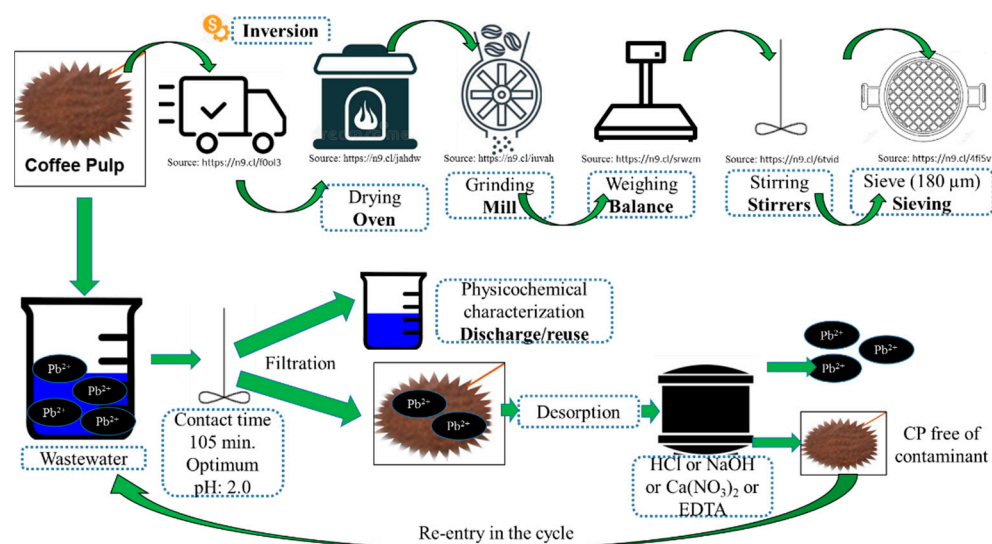 Inversion
Coffee Pulp
Source: https://n9.cl/f0ol3
Source: https://n9.cl/jahdw
Source: https://n9.cl/iuvah
Source: https://n9.cl/srwzm
Source: https://n9.cl/6tvid
Source: https://n9.cl/4fi5v
Drying
Oven
Grinding
Mill
Weighing
Balance
Stirring
Stirrers
Sieve (180 µm)
Sieving
Pb²⁺
Pb²⁺
Pb²⁺
Pb²⁺
Pb²⁺
Wastewater
Contact time
105 min.
Optimum
pH: 2.0
Filtration
Physicochemical
characterization
Discharge/reuse
Pb²⁺
Pb²⁺
Desorption
HCl or NaOH
or Ca(NO₃)₂ or
EDTA
Pb²⁺
Pb²⁺
Pb²⁺
CP free of
contaminant
Re-entry in the cycle